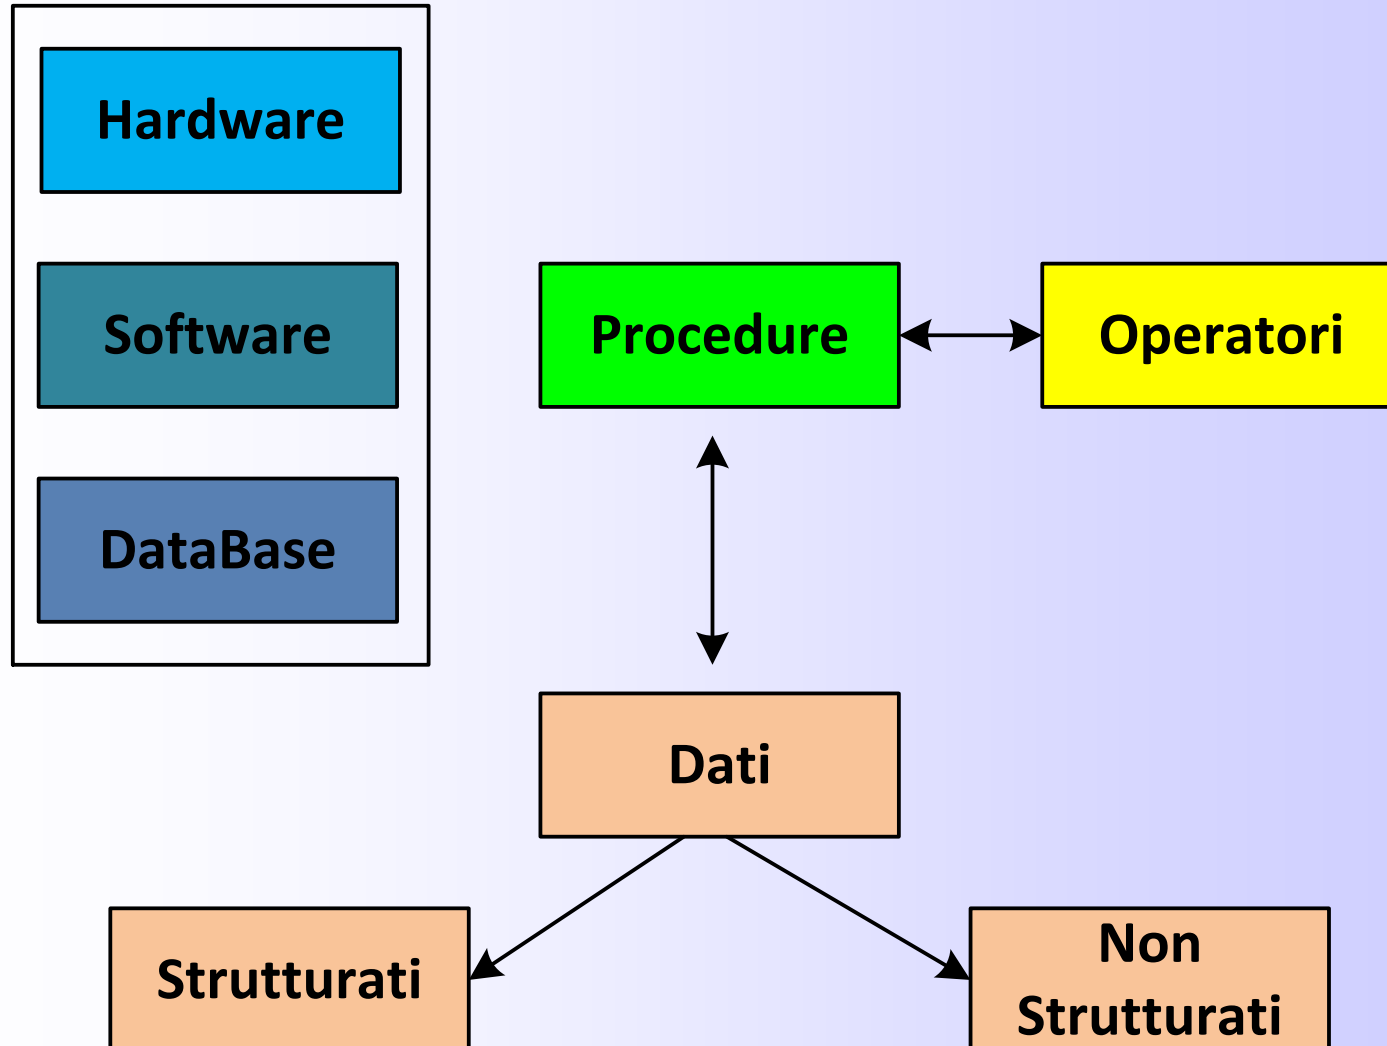 Hardware
Software
Procedure
Operatori
DataBase
Dati
Strutturati
Non
Strutturati